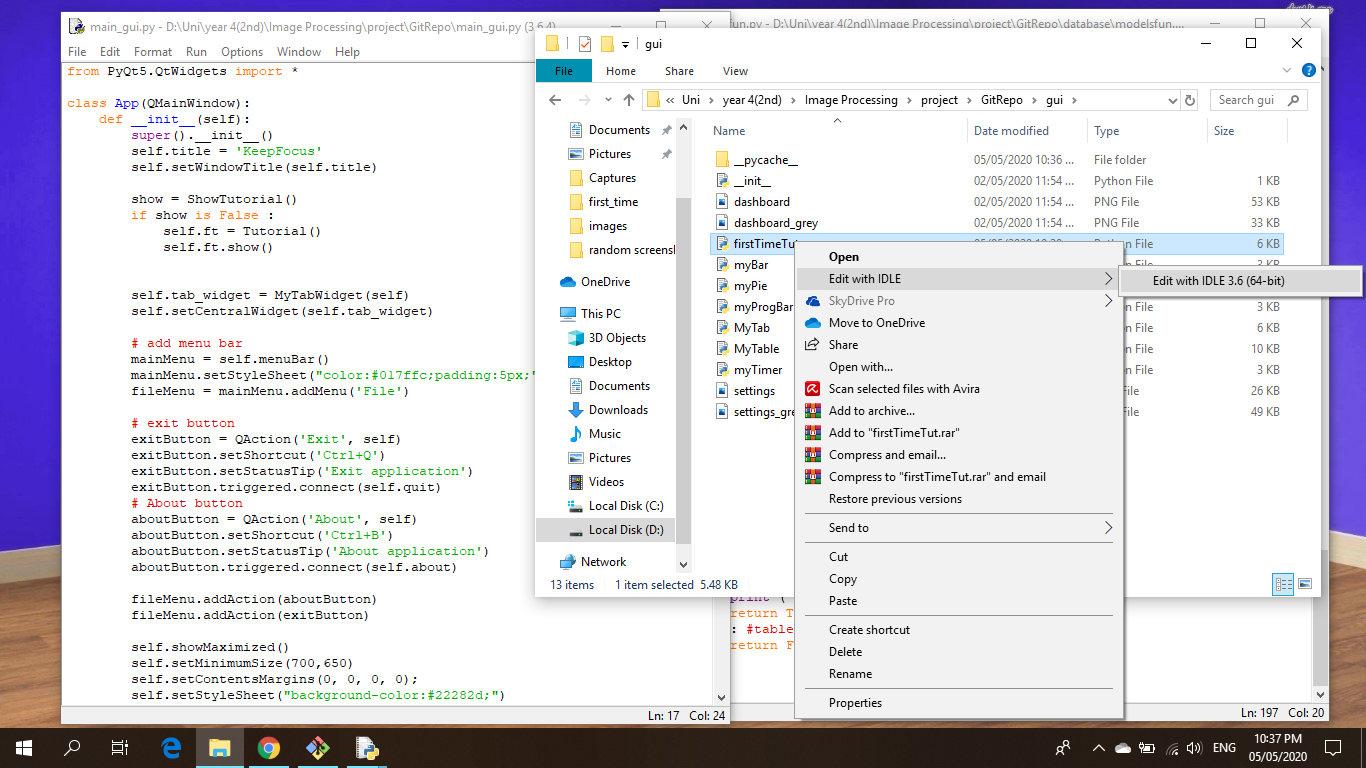 main_gui.py - D:\Uni\year 4(2nd)\Image Processing\project\GitRepo\main_gui.py (3.6.4)
File Edit Format Run Options Window Help
from PyQt5.QtWidgets import *
class App(QMainWindow):
def __init__(self):
super().__init__()
self.title = 'KeepFocus'
self.setWindowTitle(self.title)
show = ShowTutorial()
if show is False :
self.ft = Tutorial()
self.ft.show()
self.tab_widget = MyTabWidget(self)
self.setCentralWidget(self.tab_widget)
# add menu bar
mainMenu = self.menuBar()
mainMenu.setStyleSheet("color:#017ffc;padding:5px;"
fileMenu = mainMenu.addMenu('File')
# exit button
exitButton = QAction('Exit', self)
exitButton.setShortcut('Ctrl+Q')
exitButton.setStatusTip('Exit application')
exitButton.triggered.connect(self.quit)
# About button
aboutButton = QAction('About', self)
aboutButton.setShortcut('Ctrl+B')
aboutButton.setStatusTip('About application')
aboutButton.triggered.connect(self.about)
fileMenu.addAction(aboutButton)
fileMenu.addAction(exitButton)
self.showMaximized()
self.setMinimumSize(700,650)
self.setContentsMargins(0, 0, 0, 0);
self.setStyleSheet("background-color:#22282d;")
Ln: 17 Col: 24
fun.py - D:\Uni\year 4(2nd)\Image Processing\project\GitRepo\database\modelsfun....
print (
return T
: #table
return F
Ln: 197 Col: 20
gui
File Home Share View
« Uni > year 4(2nd) > Image Processing > project > GitRepo > gui >
Search gui
Documents
Pictures
Captures
first_time
images
random screensh
OneDrive
This PC
3D Objects
Desktop
Documents
Downloads
Music
Pictures
Videos
Local Disk (C:)
Local Disk (D:)
Network
Name Date modified Type Size
__pycache__ 05/05/2020 10:36 ... File folder
__init__ 02/05/2020 11:54 ... Python File 1 KB
dashboard 02/05/2020 11:54 ... PNG File 53 KB
dashboard_grey 02/05/2020 11:54 ... PNG File 33 KB
firstTimeTut Python File 6 KB
myBar 3 KB
myPie
myProgBar File 3 KB
MyTab File 6 KB
MyTable File 10 KB
myTimer File 3 KB
settings File 26 KB
settings_gre File 49 KB
13 items 1 item selected 5.48 KB
Open
Edit with IDLE
SkyDrive Pro
Move to OneDrive
Share
Open with...
Scan selected files with Avira
Add to archive...
Add to "firstTimeTut.rar"
Compress and email...
Compress to "firstTimeTut.rar" and email
Restore previous versions
Send to
Cut
Copy
Paste
Create shortcut
Delete
Rename
Properties
Edit with IDLE 3.6 (64-bit)
ENG
10:37 PM
05/05/2020